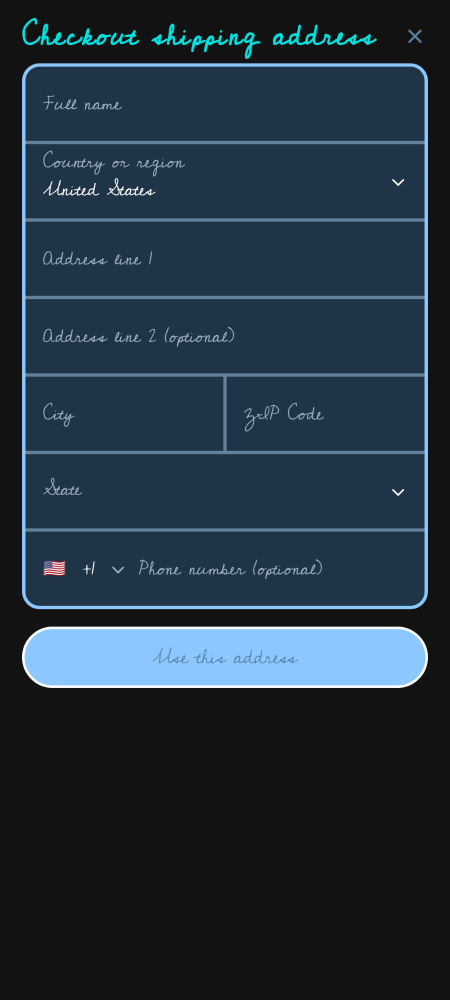 Checkout shipping address
Full name
Country or region
United States
Address line 1
Address line 2 (optional)
City
ZIP Code
State
+1 Phone number (optional)
Use this address